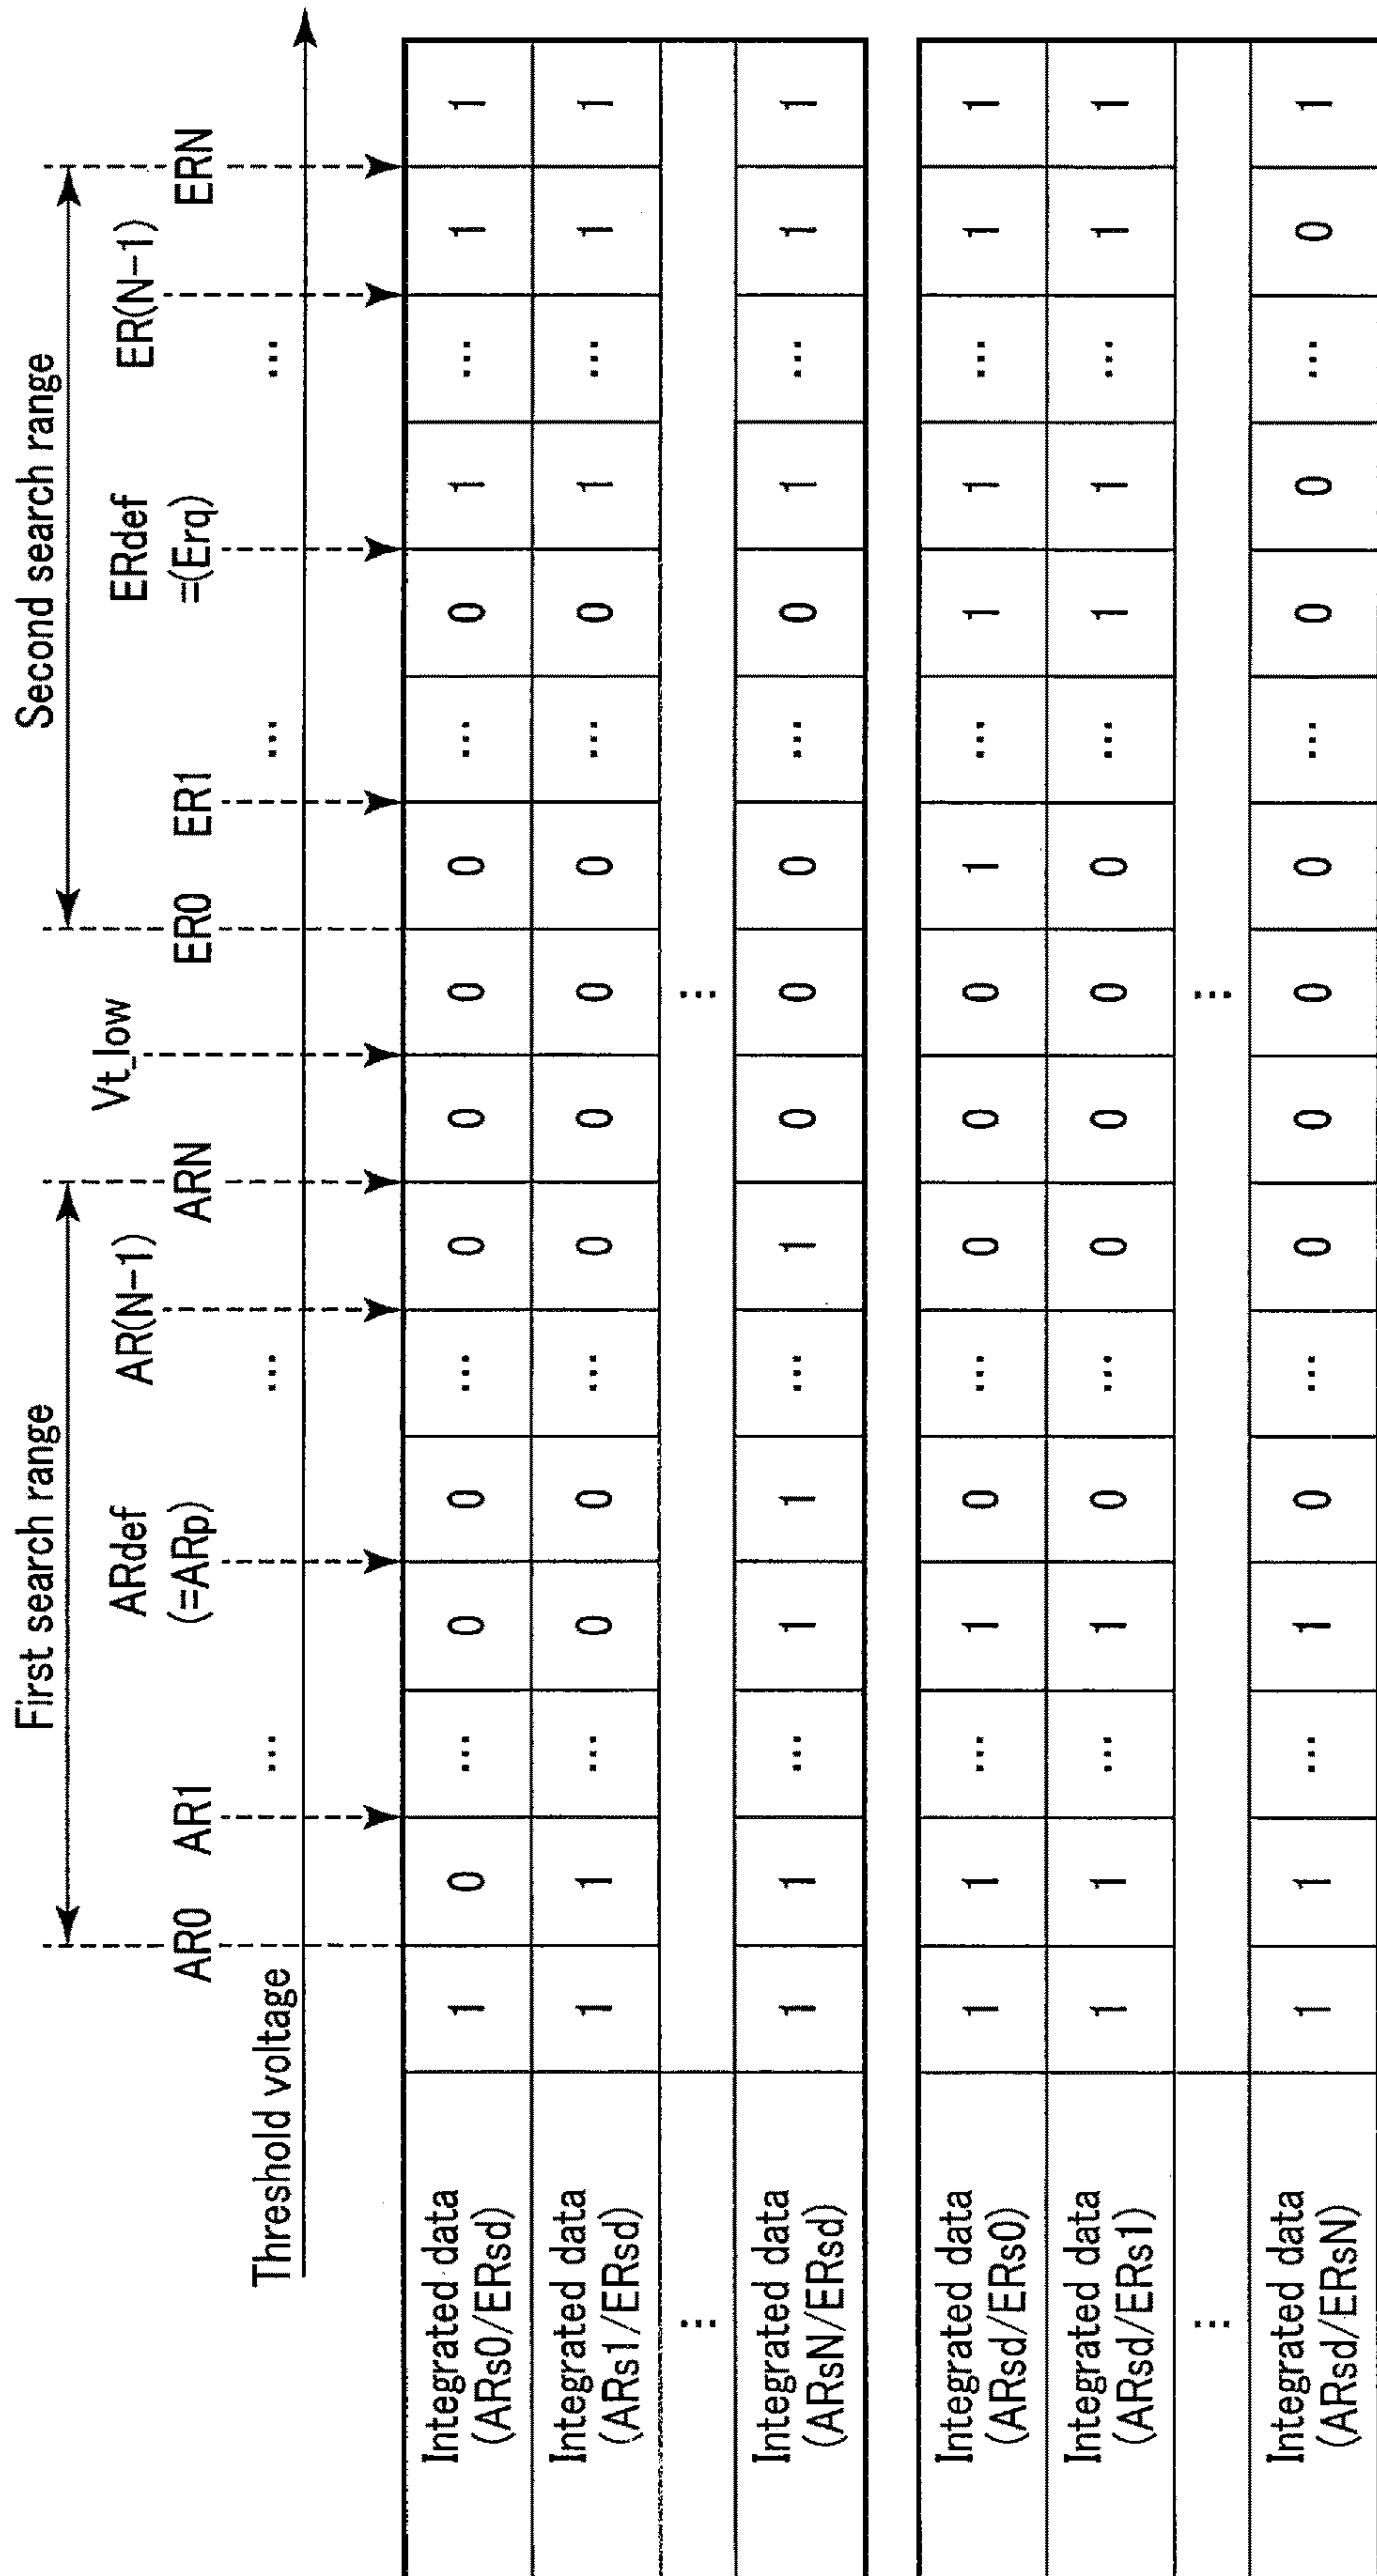 First search range Second search range
ARdef AR(N-1) Vt_low ERdef ER(N-1)
AR0 AR1 (=ARp) ARN ER0 ER1 =(Erq) ERN
... ... ... ...
Threshold voltage
Integrated data
(ARs0/ERsd) 1 0 ... 0 0 ... 0 0 0 0 ... 0 1 ... 1 1
Integrated data
(ARs1/ERsd) 1 1 ... 0 0 ... 0 0 0 0 ... 0 1 ... 1 1
⋮ ⋮
Integrated data
(ARsN/ERsd) 1 1 ... 1 1 ... 1 0 0 0 ... 0 1 ... 1 1
Integrated data
(ARsd/ERs0) 1 1 ... 1 0 ... 0 0 0 1 ... 1 1 ... 1 1
Integrated data
(ARsd/ERs1) 1 1 ... 1 0 ... 0 0 0 0 ... 1 1 ... 1 1
⋮ ⋮
Integrated data
(ARsd/ERsN) 1 1 ... 1 0 ... 0 0 0 0 ... 0 0 ... 0 1